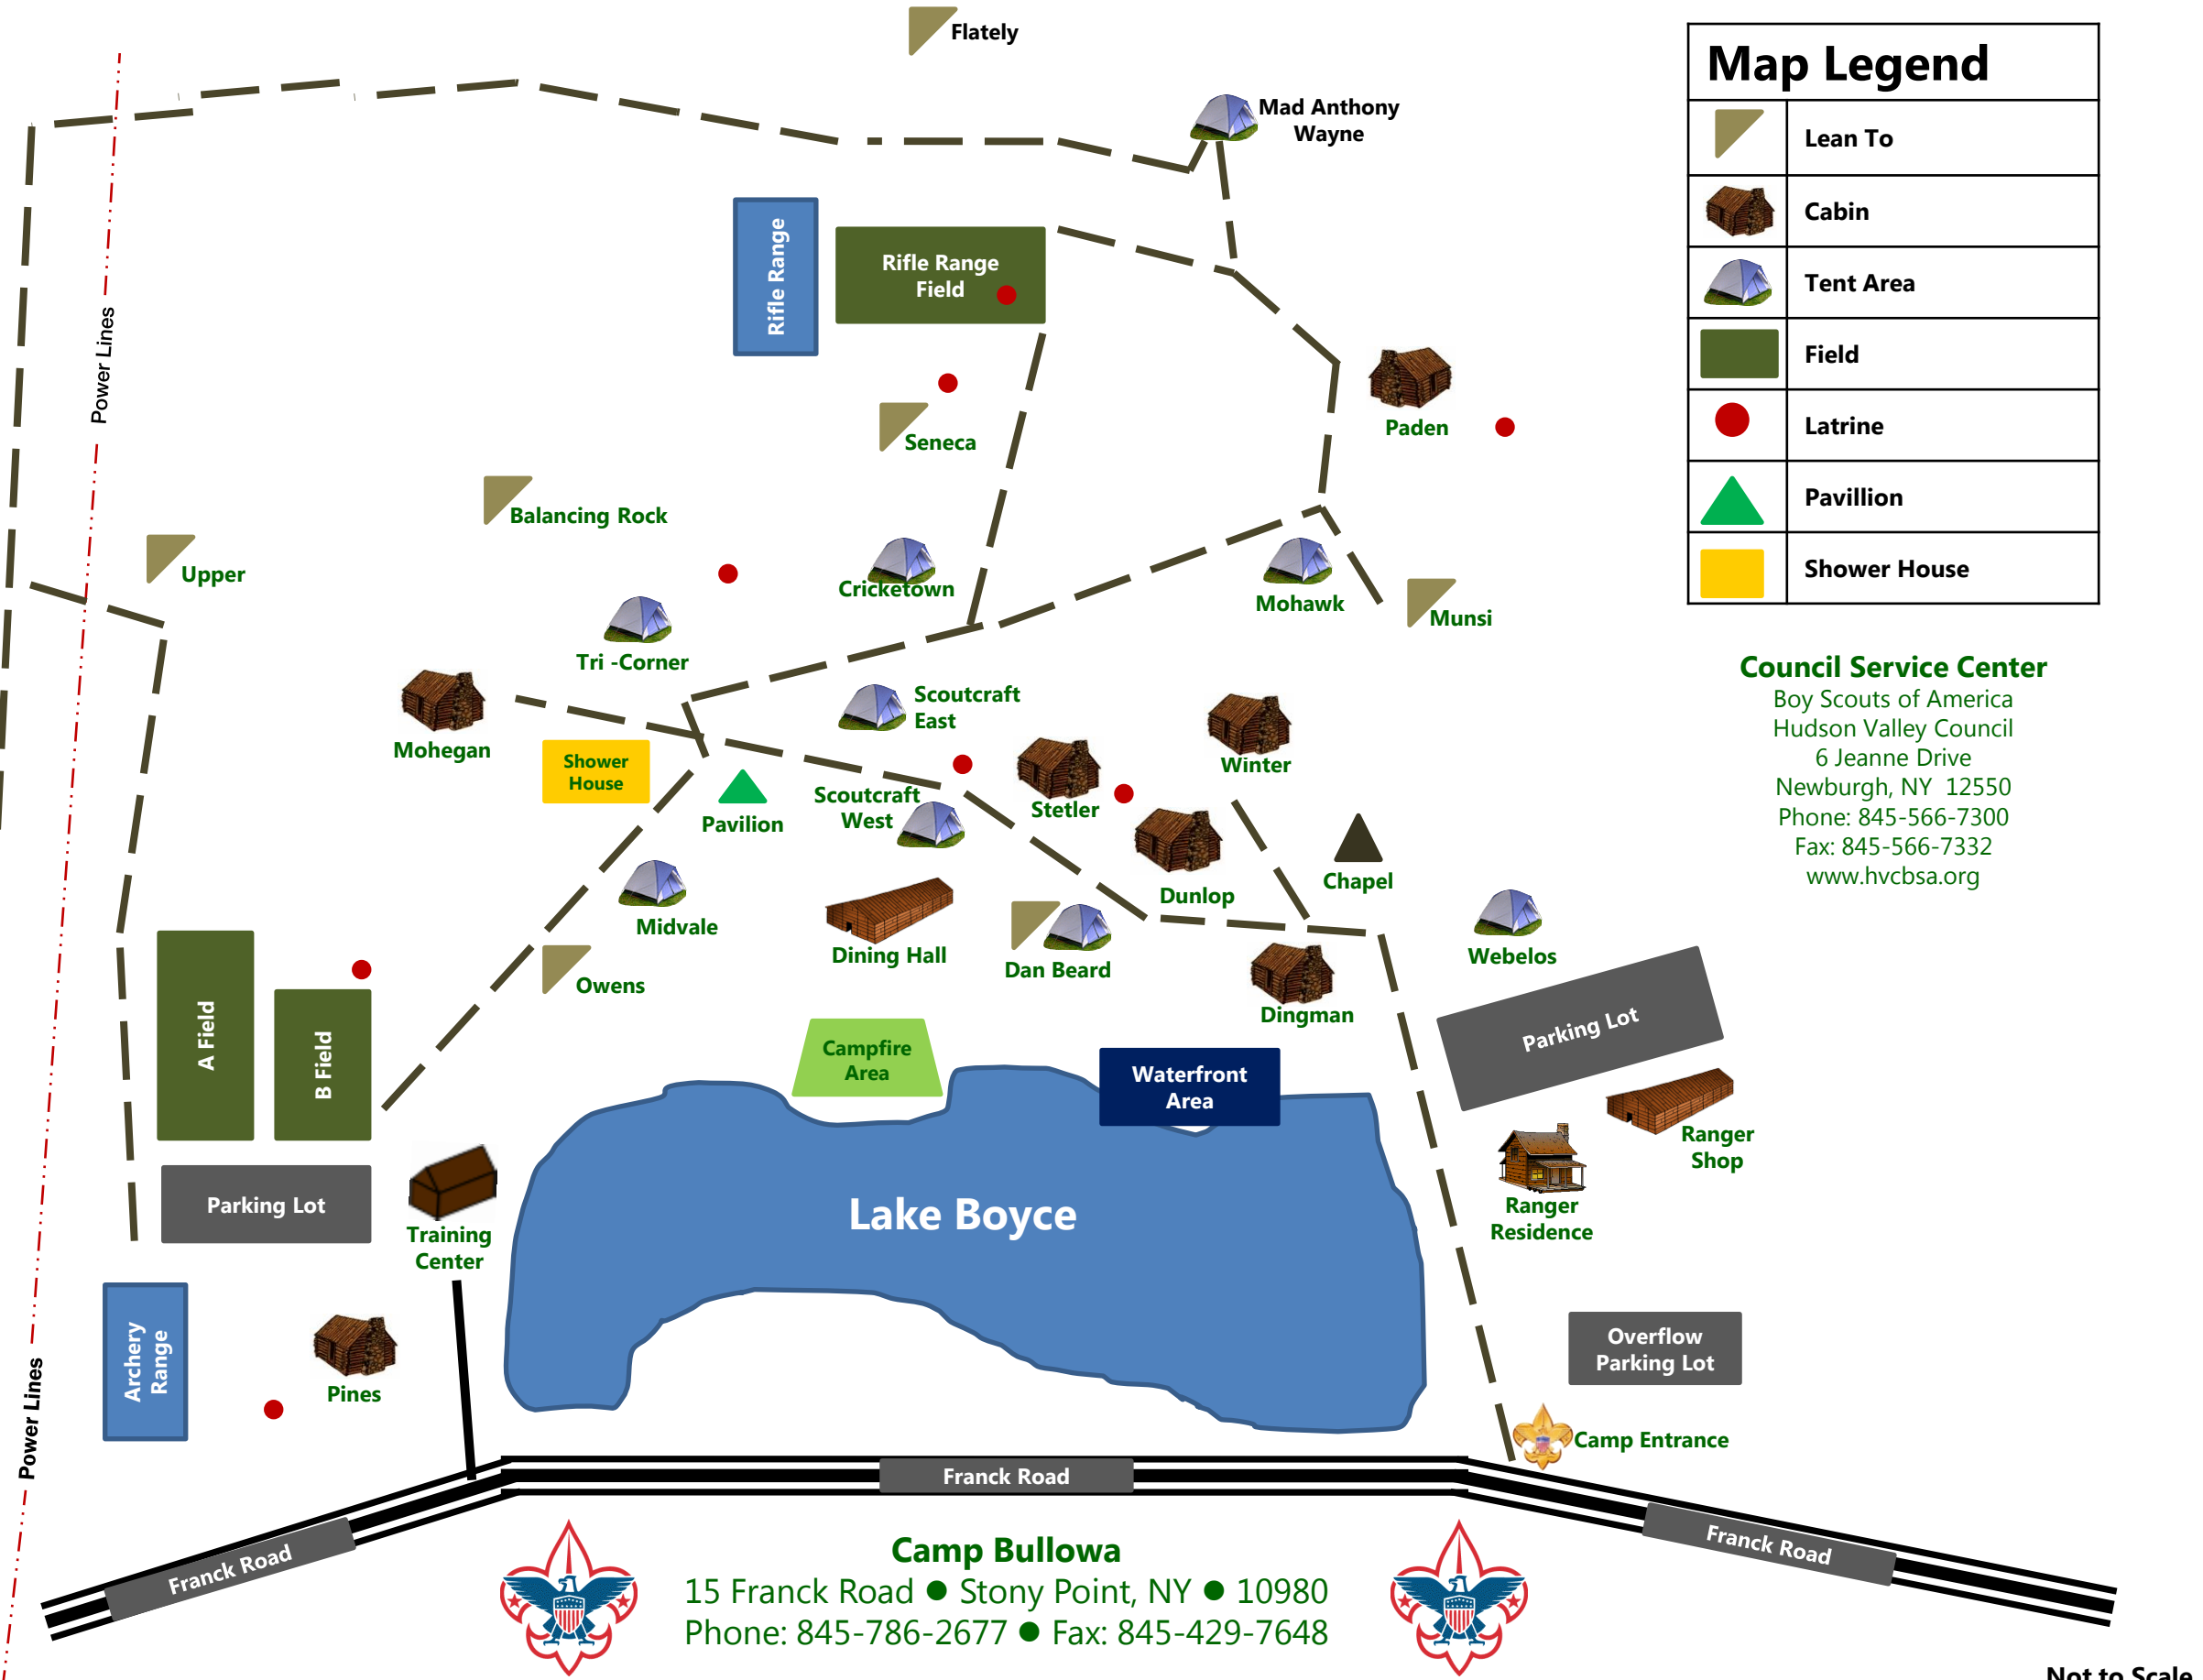 Flately
Mad Anthony
Wayne
Map Legend
Lean To
Cabin
Tent Area
Field
Latrine
Pavillion
Shower House
Rifle Range
Rifle Range
Field
Power Lines
Paden
Seneca
Balancing Rock
Upper
Cricketown
Mohawk
Munsi
Tri -Corner
Council Service Center
Boy Scouts of America
Hudson Valley Council
6 Jeanne Drive
Newburgh, NY  12550
Phone: 845-566-7300
Fax: 845-566-7332
www.hvcbsa.org
Mohegan
Scoutcraft
East
Shower
House
Winter
Pavilion
Scoutcraft
West
Stetler
Dunlop
Chapel
Midvale
Dining Hall
Dan Beard
Webelos
Owens
Dingman
A Field
B Field
Campfire
Area
Waterfront
Area
Parking Lot
Ranger
Shop
Parking Lot
Training
Center
Lake Boyce
Ranger
Residence
Archery
Range
Pines
Overflow
Parking Lot
Power Lines
Camp Entrance
Franck Road
Franck Road
Franck Road
Camp Bullowa
15 Franck Road ● Stony Point, NY ● 10980
Phone: 845-786-2677 ● Fax: 845-429-7648
Not to Scale